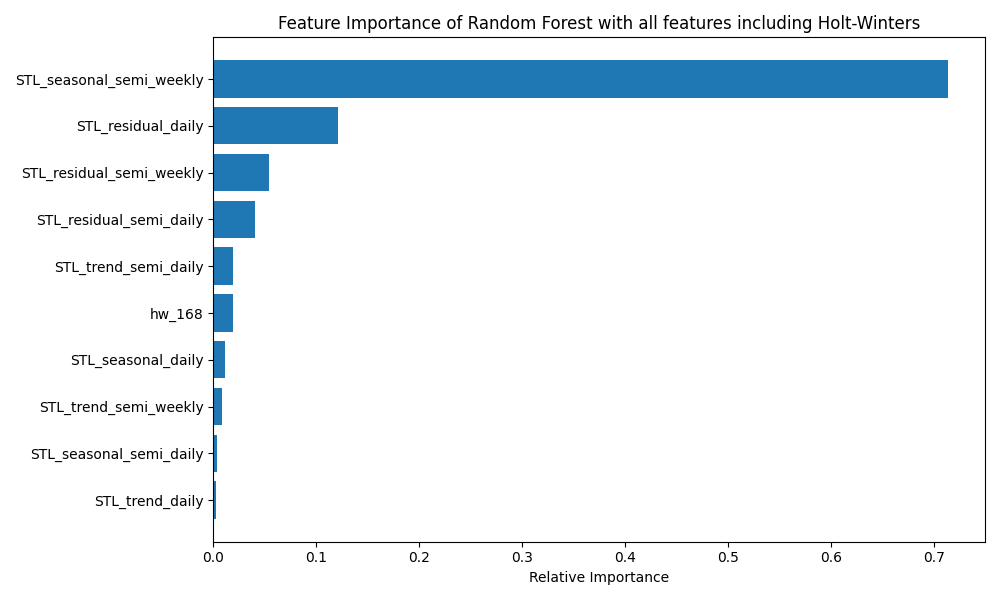 Feature Importance of Random Forest with all features including Holt-Winters
STL_seasonal_semi_weekly
STL_residual_daily
STL_residual_semi_weekly
STL_residual_semi_daily
STL_trend_semi_daily
hw_168
STL_seasonal_daily
STL_trend_semi_weekly
STL_seasonal_semi_daily
STL_trend_daily
0.0 0.1 0.2 0.3 0.4 0.5 0.6 0.7
Relative Importance